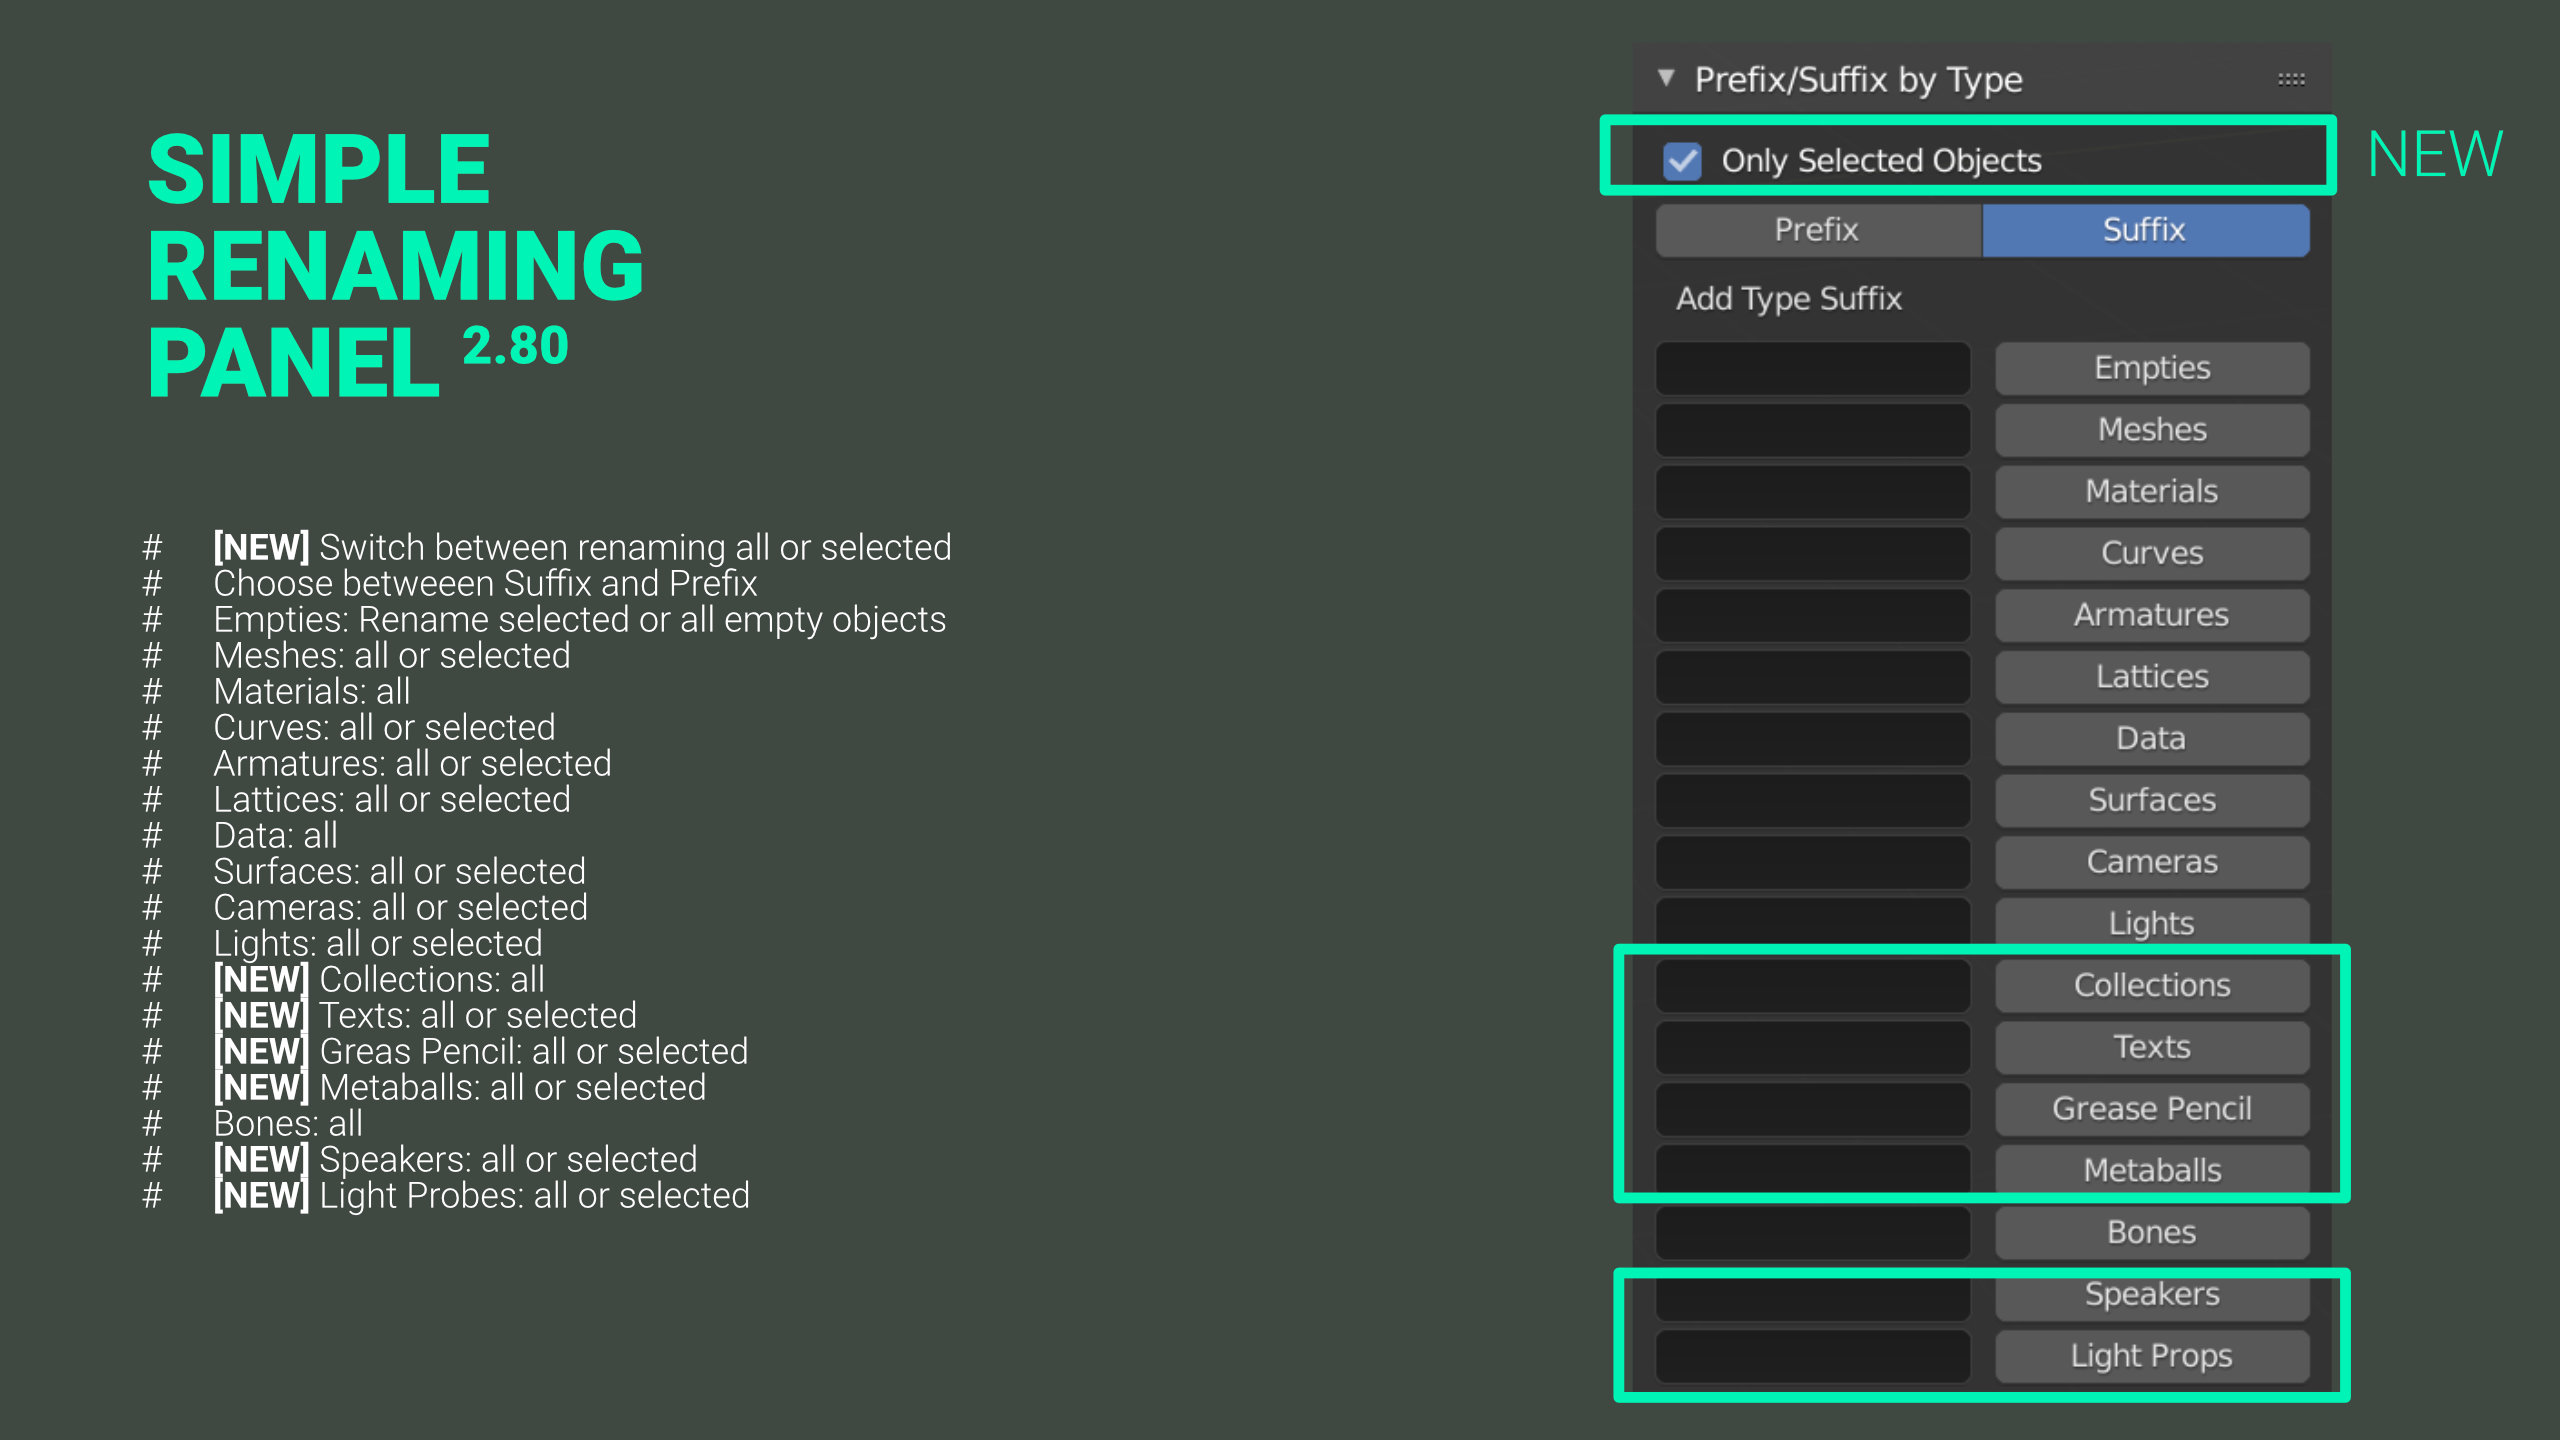 SIMPLE
RENAMING
PANEL 2.80
# [NEW] Switch between renaming all or selected
# Choose betweeen Suffix and Prefix
# Empties: Rename selected or all empty objects
# Meshes: all or selected
# Materials: all
# Curves: all or selected
# Armatures: all or selected
# Lattices: all or selected
# Data: all
# Surfaces: all or selected
# Cameras: all or selected
# Lights: all or selected
# [NEW] Collections: all
# [NEW] Texts: all or selected
# [NEW] Greas Pencil: all or selected
# [NEW] Metaballs: all or selected
# Bones: all
# [NEW] Speakers: all or selected
# [NEW] Light Probes: all or selected
Prefix/Suffix by Type
Only Selected Objects
NEW
Prefix Suffix
Add Type Suffix
Empties
Meshes
Materials
Curves
Armatures
Lattices
Data
Surfaces
Cameras
Lights
Collections
Texts
Grease Pencil
Metaballs
Bones
Speakers
Light Props